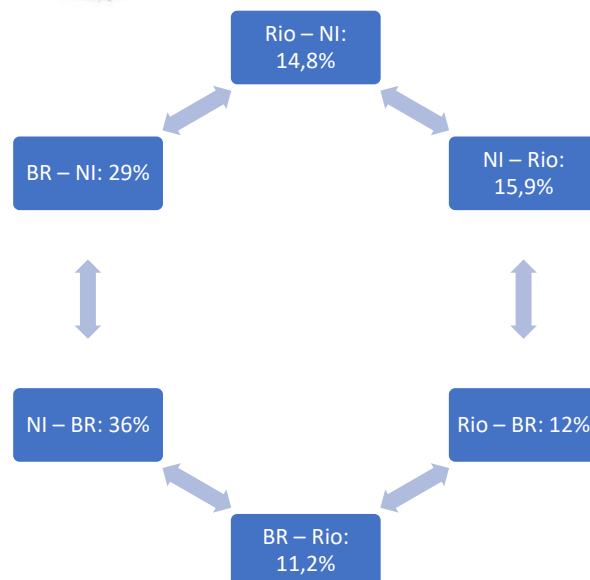 Rio – NI:
14,8%
BR – NI: 29%
NI – Rio:
15,9%
NI – BR: 36%
Rio – BR: 12%
BR – Rio:
11,2%